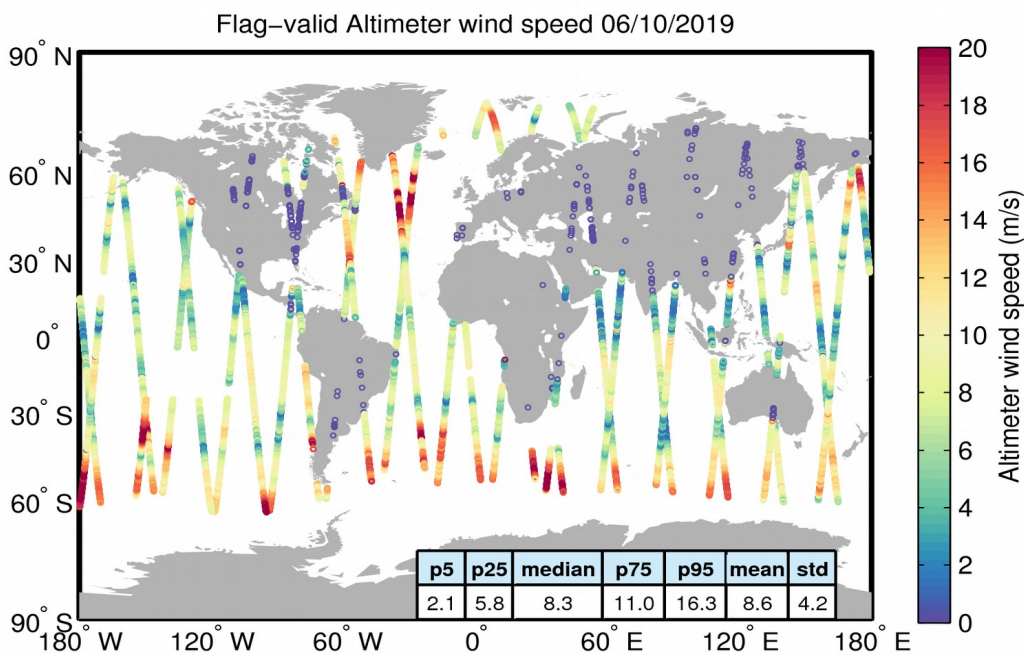 Flag−valid Altimeter wind speed 06/10/2019
90° N
60° N
30° N
0°
30° S
60° S
90° S
180° W
120° W
60° W
0°
60° E
120° E
180° E
p5 p25 median p75 p95 mean std
2.1 5.8 8.3 11.0 16.3 8.6 4.2
20
18
16
14
12
10
8
6
4
2
0
Altimeter wind speed (m/s)